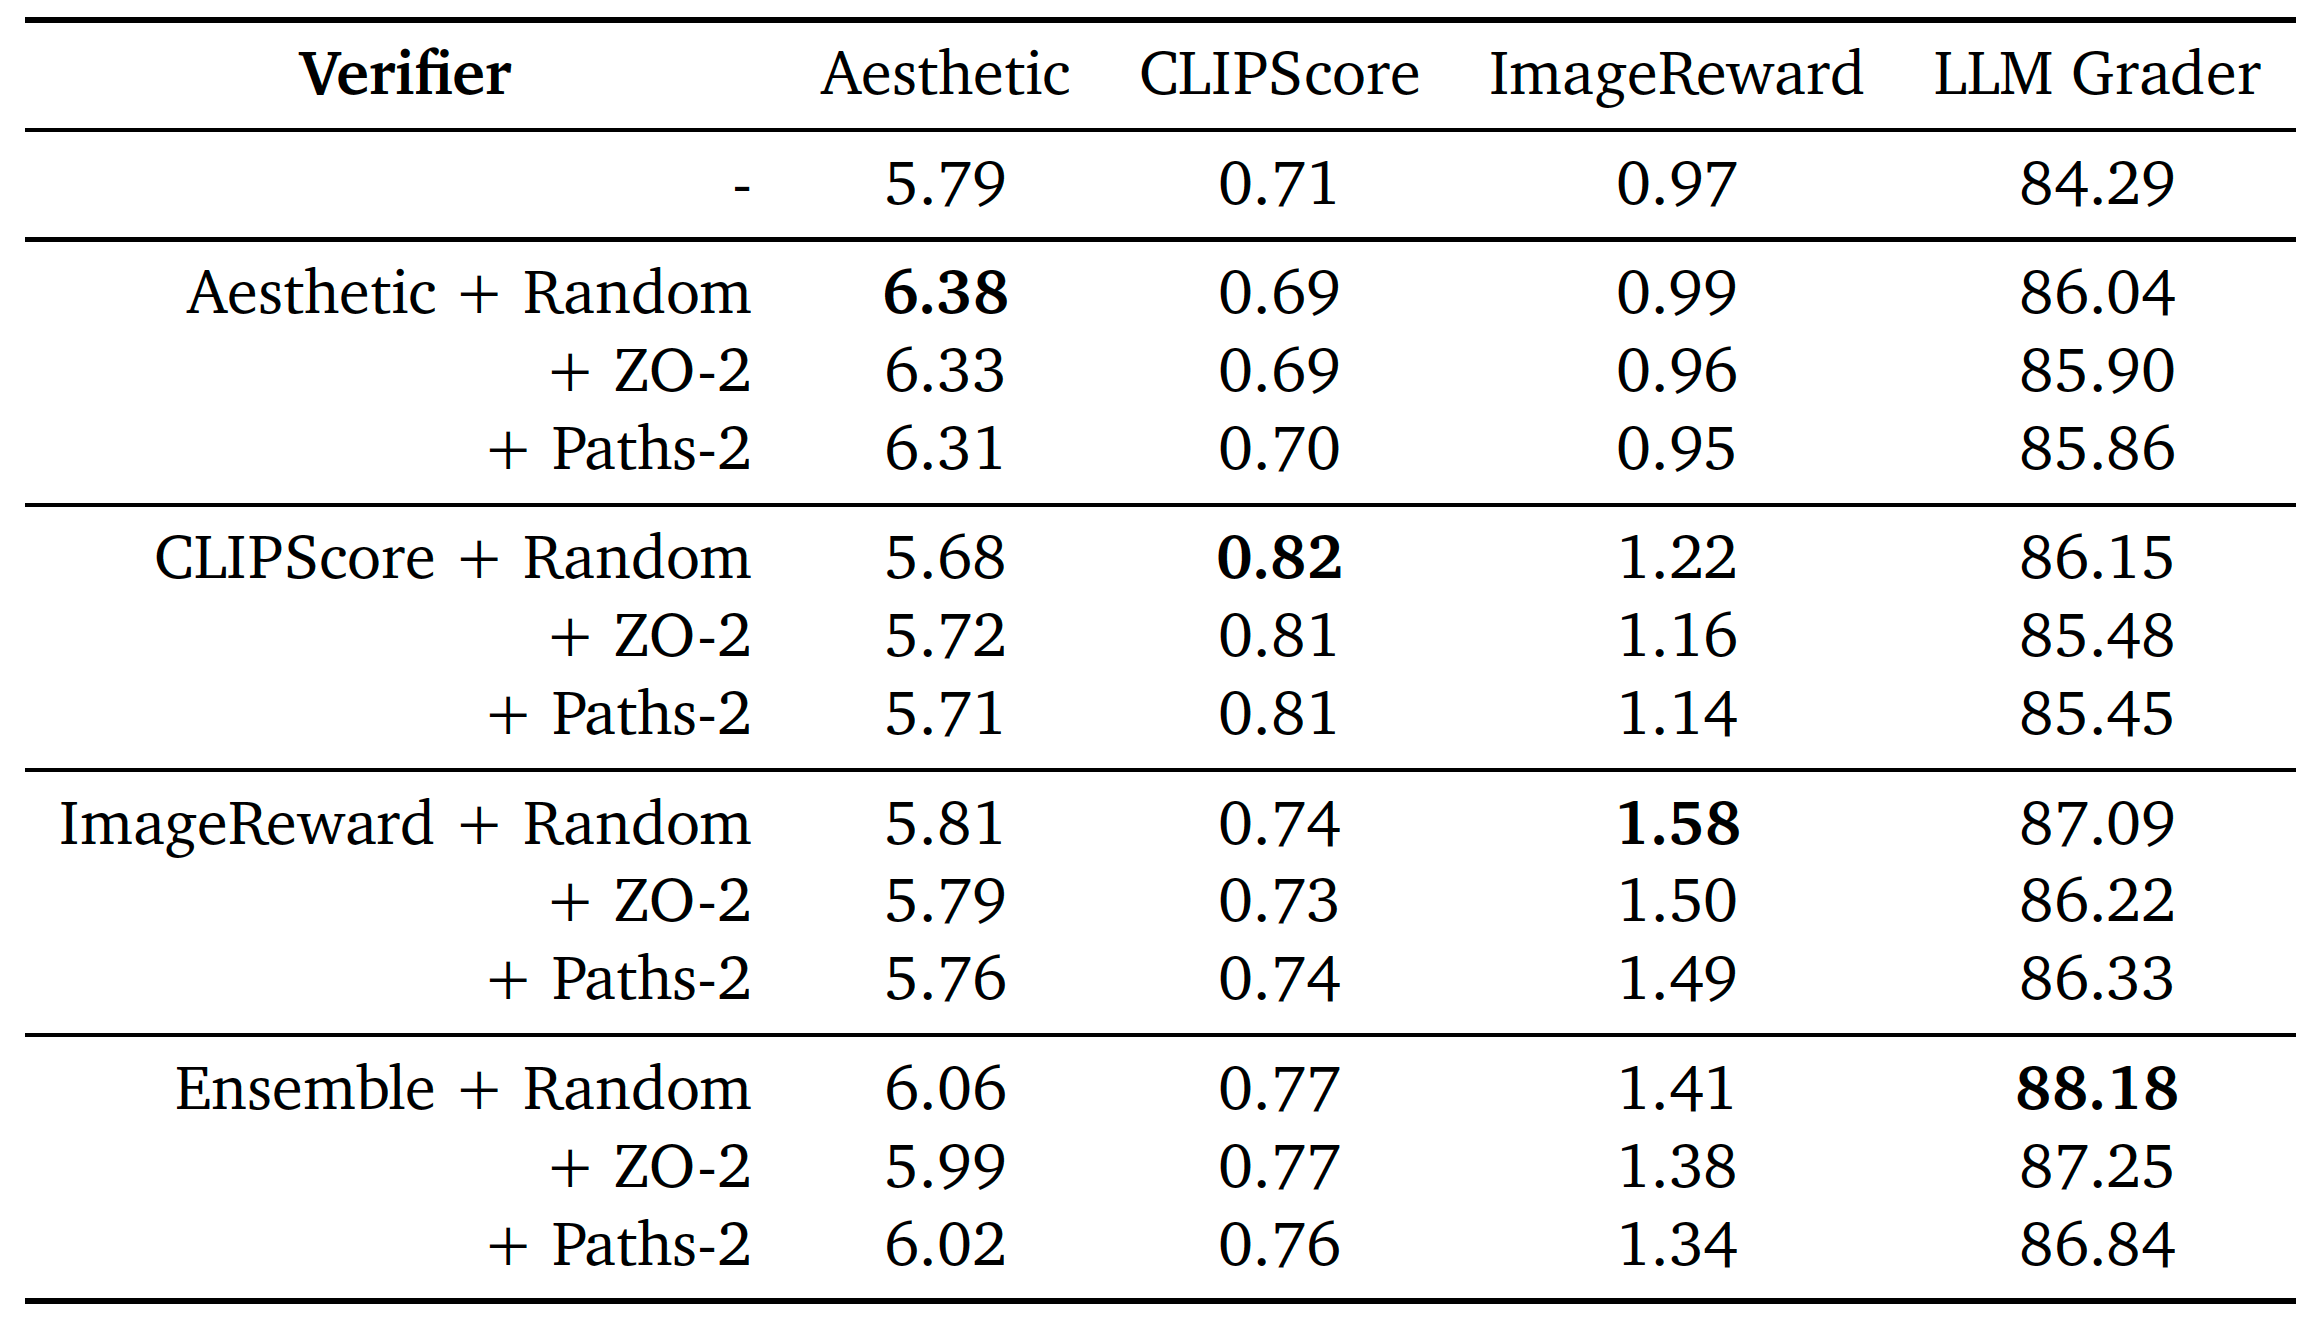 Verifier Aesthetic CLIPScore ImageReward LLM Grader
- 5.79 0.71 0.97 84.29
Aesthetic + Random 6.38 0.69 0.99 86.04
+ ZO-2 6.33 0.69 0.96 85.90
+ Paths-2 6.31 0.70 0.95 85.86
CLIPScore + Random 5.68 0.82 1.22 86.15
+ ZO-2 5.72 0.81 1.16 85.48
+ Paths-2 5.71 0.81 1.14 85.45
ImageReward + Random 5.81 0.74 1.58 87.09
+ ZO-2 5.79 0.73 1.50 86.22
+ Paths-2 5.76 0.74 1.49 86.33
Ensemble + Random 6.06 0.77 1.41 88.18
+ ZO-2 5.99 0.77 1.38 87.25
+ Paths-2 6.02 0.76 1.34 86.84